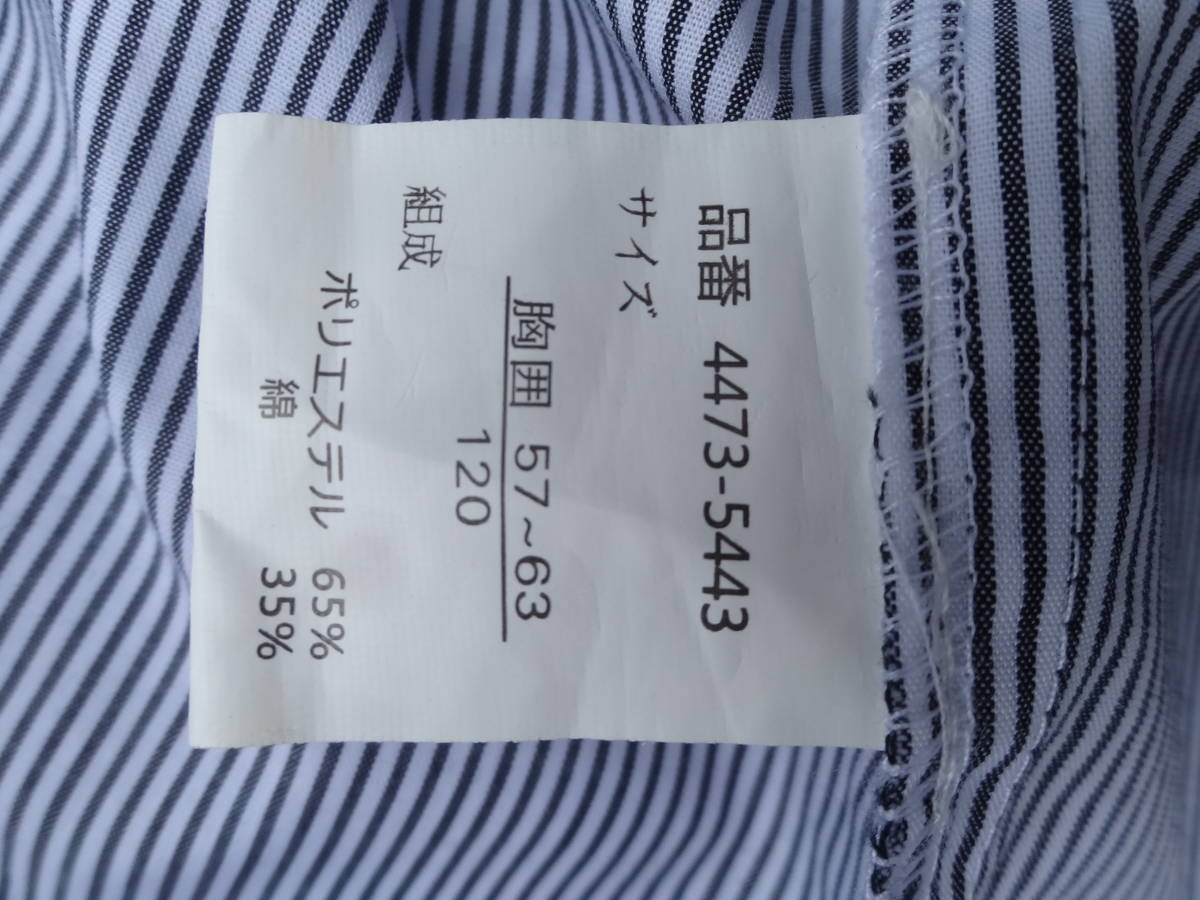 品番 4473-5443
サイズ
胸囲 57~63
120
組成
ポリエステル 65%
綿 35%